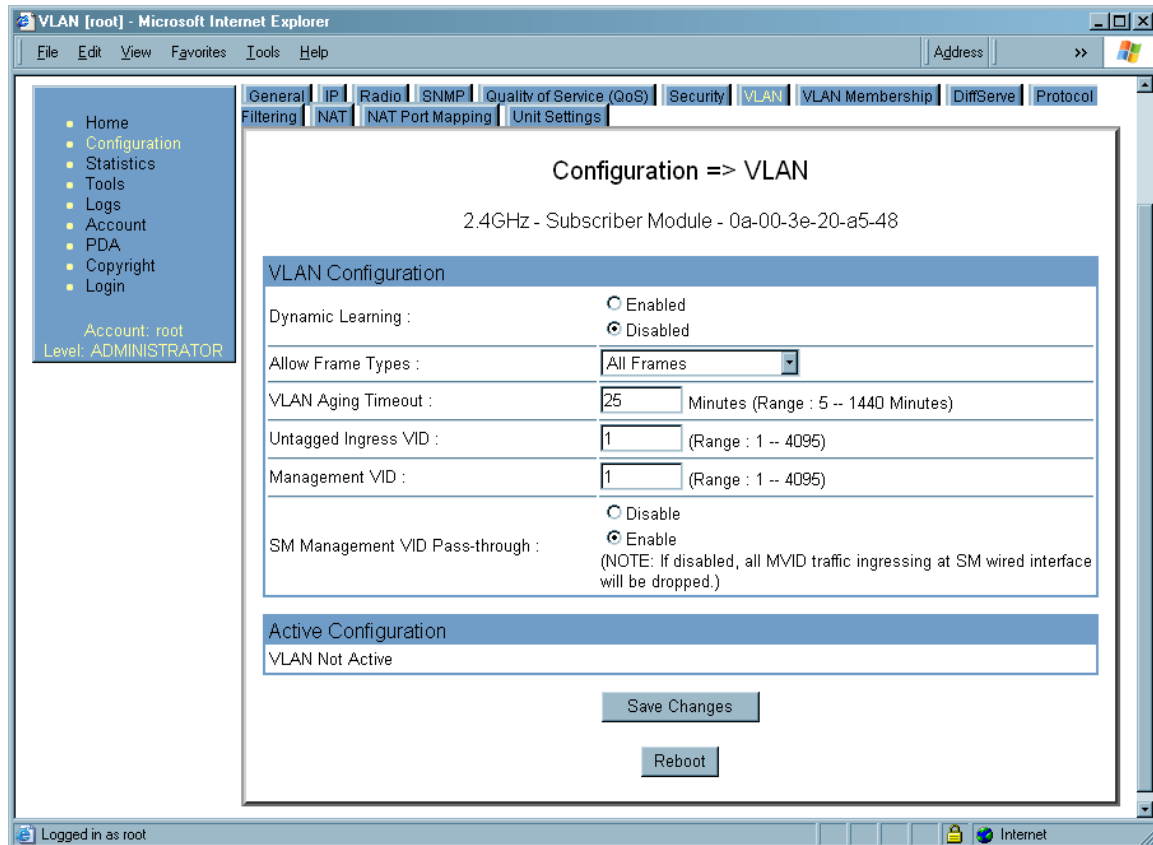 VLAN [root] - Microsoft Internet Explorer
File Edit View Favorites Tools Help Address »
General IP Radio SNMP Quality of Service (QoS) Security VLAN VLAN Membership DiffServe Protocol
Filtering NAT NAT Port Mapping Unit Settings
Home
Configuration
Statistics
Tools
Logs
Account
PDA
Copyright
Login
Account: root
Level: ADMINISTRATOR
Configuration => VLAN
2.4GHz - Subscriber Module - 0a-00-3e-20-a5-48
VLAN Configuration
Dynamic Learning :
Enabled
Disabled
Allow Frame Types : All Frames
VLAN Aging Timeout : 25 Minutes (Range : 5 -- 1440 Minutes)
Untagged Ingress VID : 1 (Range : 1 -- 4095)
Management VID : 1 (Range : 1 -- 4095)
SM Management VID Pass-through :
Disable
Enable
(NOTE: If disabled, all MVID traffic ingressing at SM wired interface
will be dropped.)
Active Configuration
VLAN Not Active
Save Changes
Reboot
Logged in as root Internet